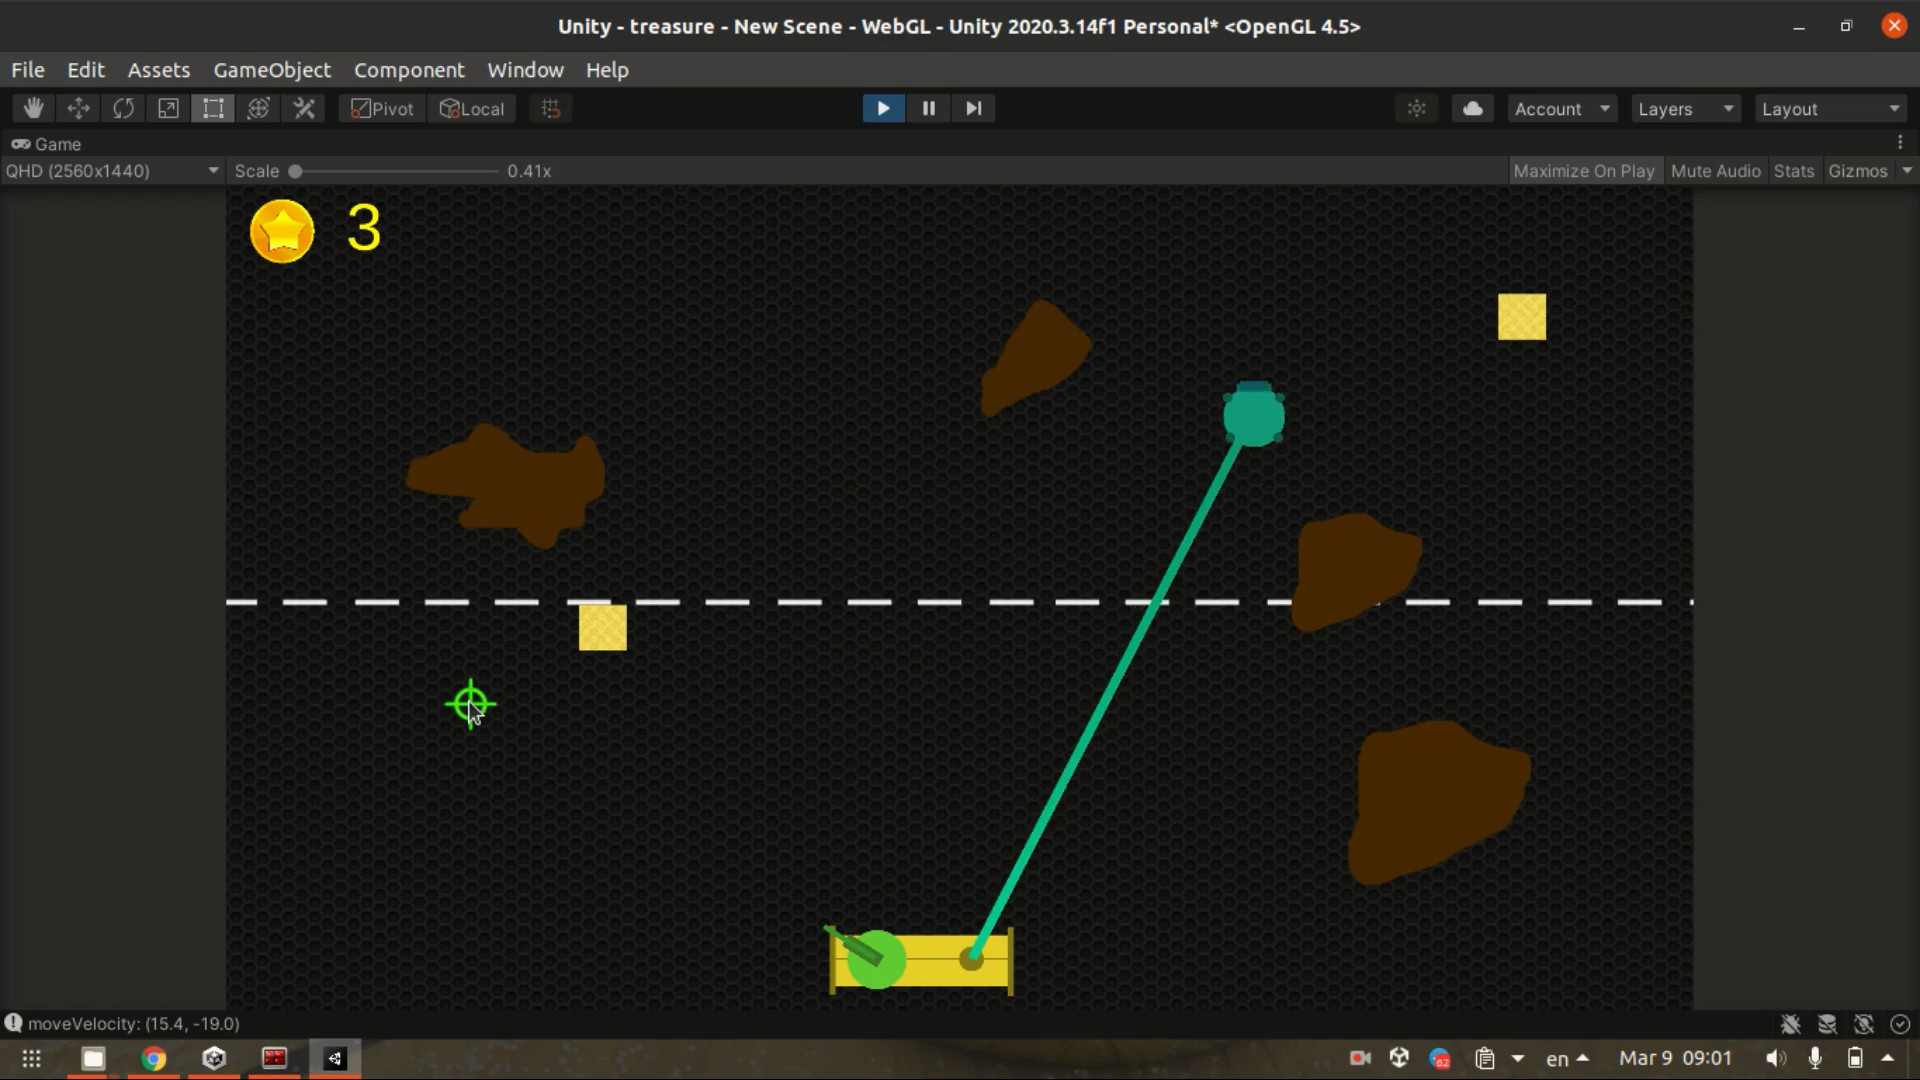 Unity - treasure - New Scene - WebGL - Unity 2020.3.14f1 Personal* <OpenGL 4.5>
File Edit Assets GameObject Component Window Help
Pivot Local Account Layers Layout
Game
QHD (2560x1440) Scale 0.41x Maximize On Play Mute Audio Stats Gizmos
3
moveVelocity: (15.4, -19.0)
62 en Mar 9 09:01